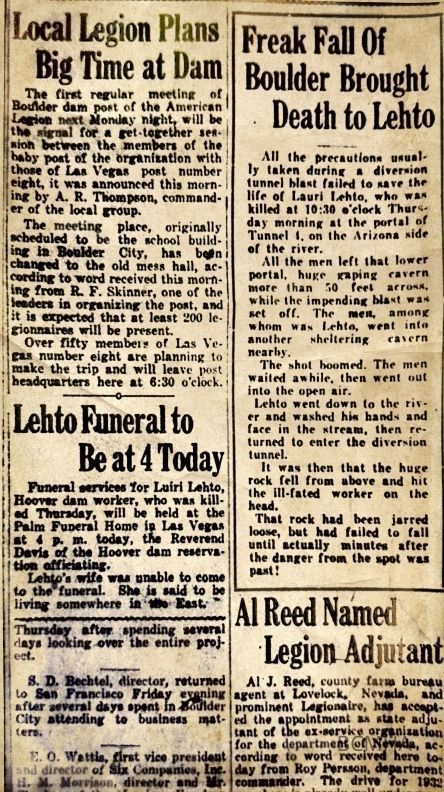 Local Legion Plans
Big Time at Dam
The first regular meeting of
Boulder dam post of the American
Legion next Monday night, will be
the signal for a get-together ses-
sion between the members of the
baby post of the organization with
those of Las Vegas post number
eight, it was announced this morn-
ing by A. R. Thompson, command-
er of the local group.
The meeting place, originally
scheduled to be the school build-
ing in Boulder City, has been
changed to the old mess hall, ac-
cording to word received this morn-
ing from R. F. Skinner, one of the
leaders in organizing the post, and
it is expected that at least 200 le-
gionnaires will be present.
Over fifty members of Las Ve-
gas number eight are planning to
make the trip and will leave post
headquarters here at 6:30 o'clock.
Lehto Funeral to
Be at 4 Today
Funeral services for Luiri Lehto,
Hoover dam worker, who was kill-
ed Thursday, will be held at the
Palm Funeral Home in Las Vegas
at 4 p. m. today, the Reverend
Davis of the Hoover dam reserva-
tion officiating.
Lehto's wife was unable to come
to the funeral. She is said to be
living somewhere in the East.
Thursday after spending several
days looking over the entire proj-
ect.
S. D. Bechtel, director, returned
to San Francisco Friday evening
after several days spent in Boulder
City attending to business mat-
ters.
E. O. Wattis, first vice president
and director of Six Companies, Inc.
H. M. Morrison, director and Mr.
Freak Fall Of
Boulder Brought
Death to Lehto
All the precautions usual-
ly taken during a diversion
tunnel blast failed to save the
life of Lauri Lehto, who was
killed at 10:30 o'clock Thurs-
day morning at the portal of
Tunnel 4, on the Arizona side
of the river.
All the men left that lower
portal, huge gaping cavern
more than 50 feet across,
while the impending blast was
set off. The men, among
whom was Lehto, went into
another sheltering cavern
nearby.
The shot boomed. The men
waited awhile, then went out
into the open air.
Lehto went down to the riv-
er and washed his hands and
face in the stream, then re-
turned to enter the diversion
tunnel.
It was then that the huge
rock fell from above and hit
the ill-fated worker on the
head.
That rock had been jarred
loose, but had failed to fall
until actually minutes after
the danger from the spot was
past!
Al Reed Named
Legion Adjutant
Al J. Reed, county farm bureau
agent at Lovelock, Nevada, and
prominent Legionaire, has accept-
ed the appointment as state adju-
tant of the ex-service organization
for the department of Nevada, ac-
cording to word received here to-
day from Roy Persson, department
commander. The drive for 1932